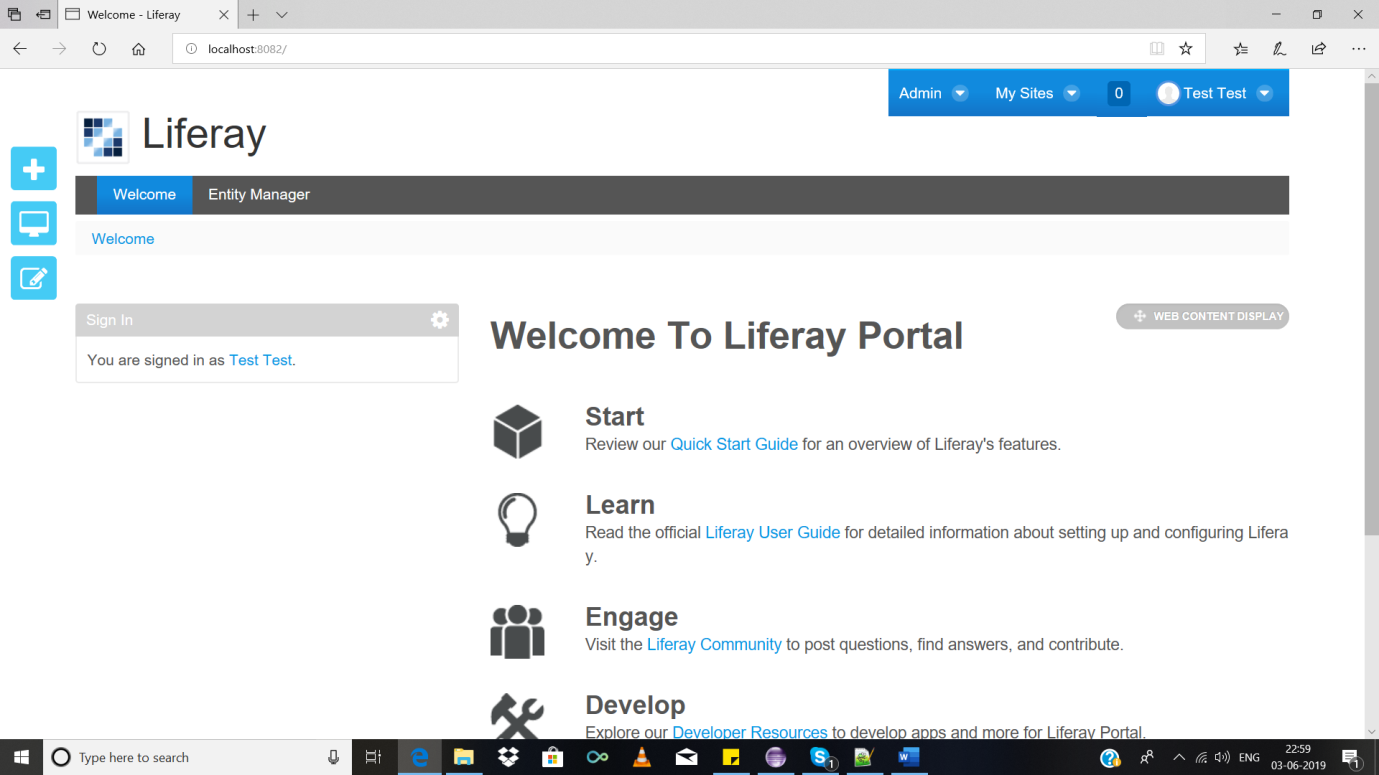 Welcome - Liferay
localhost:8082/
Admin My Sites 0 Test Test
Liferay
Welcome Entity Manager
Welcome
Sign In
You are signed in as Test Test.
WEB CONTENT DISPLAY
Welcome To Liferay Portal
Start
Review our Quick Start Guide for an overview of Liferay's features.
Learn
Read the official Liferay User Guide for detailed information about setting up and configuring Lifera
y.
Engage
Visit the Liferay Community to post questions, find answers, and contribute.
Develop
Explore our Developer Resources to develop apps and more for Liferay Portal.
Type here to search
1
ENG
22:59
03-06-2019
1